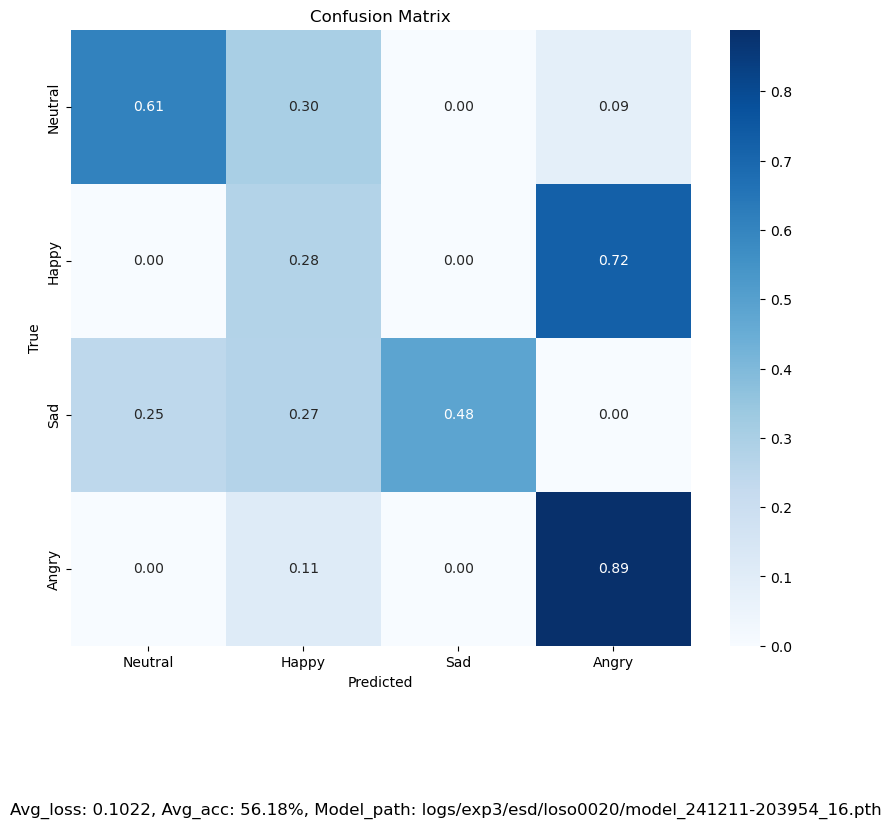 Confusion Matrix
Neutral 0.61 0.30 0.00 0.09
Happy 0.00 0.28 0.00 0.72
Sad 0.25 0.27 0.48 0.00
Angry 0.00 0.11 0.00 0.89
True
Neutral Happy Sad Angry
Predicted
0.8
0.7
0.6
0.5
0.4
0.3
0.2
0.1
0.0
Avg_loss: 0.1022, Avg_acc: 56.18%, Model_path: logs/exp3/esd/loso0020/model_241211-203954_16.pth